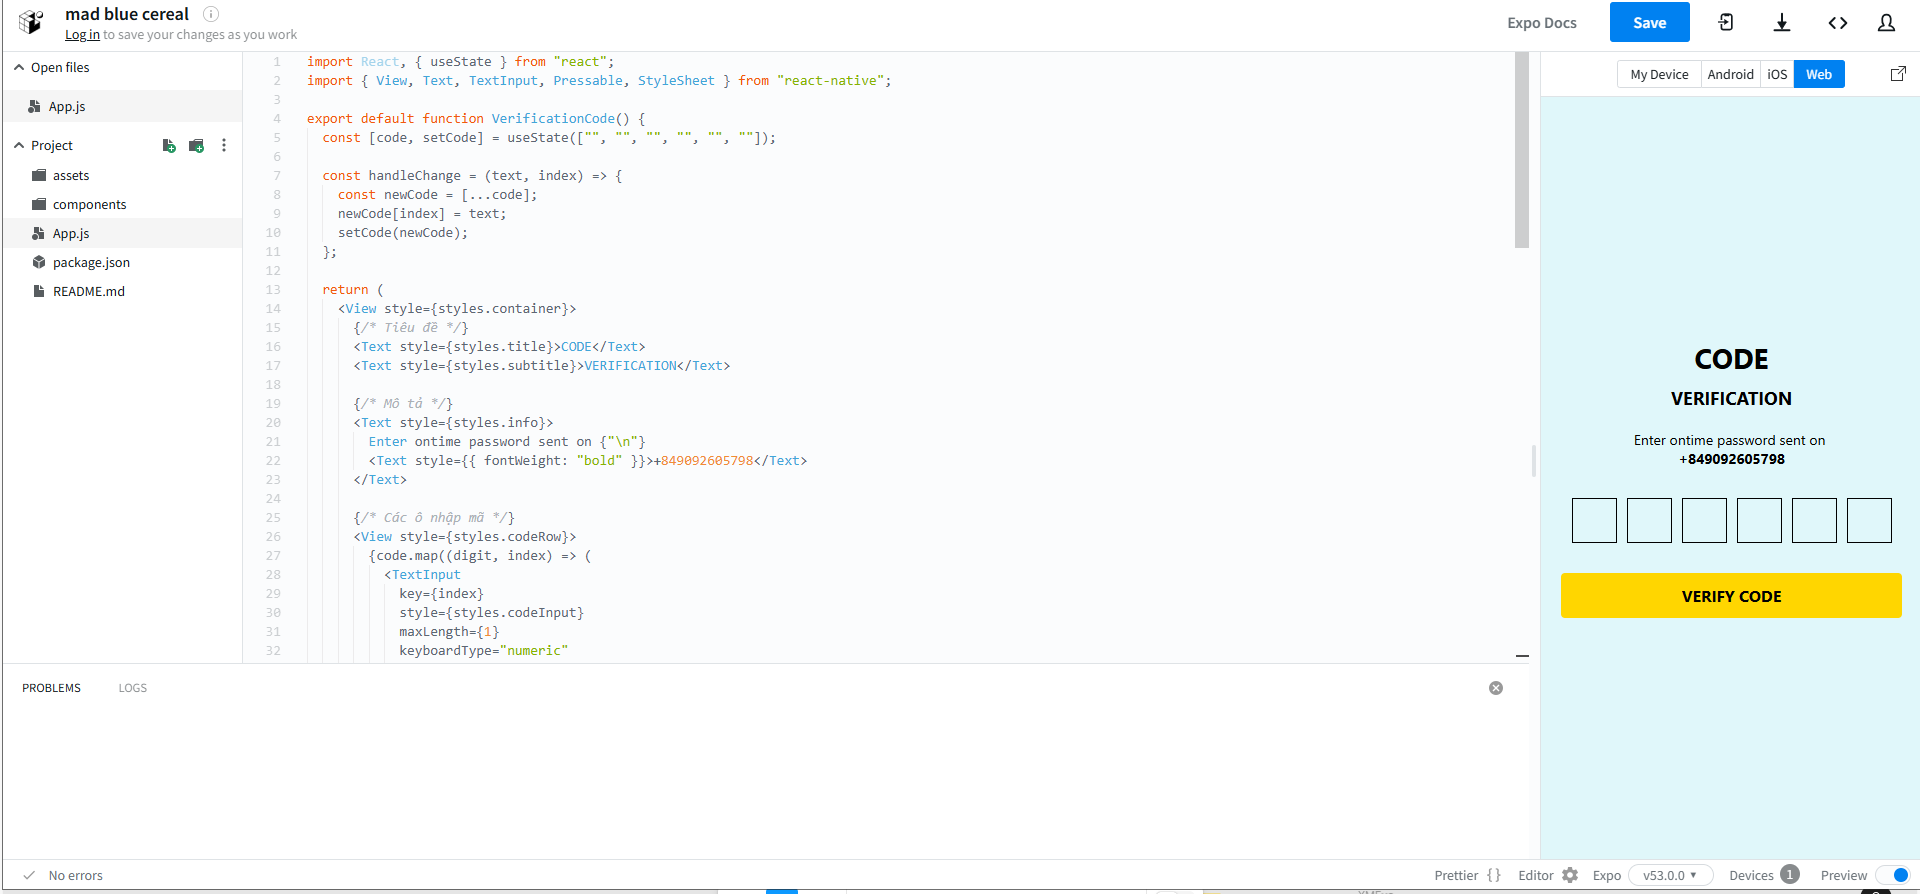 mad blue cereal
Log in to save your changes as you work
Expo Docs
Save
Open files
App.js
Project
assets
components
App.js
package.json
README.md
1 import React, { useState } from "react";
2 import { View, Text, TextInput, Pressable, StyleSheet } from "react-native";
3
4 export default function VerificationCode() {
5 const [code, setCode] = useState(["", "", "", "", "", ""]);
6
7 const handleChange = (text, index) => {
8 const newCode = [...code];
9 newCode[index] = text;
10 setCode(newCode);
11 };
12
13 return (
14 <View style={styles.container}>
15 {/* Tiêu đề */}
16 <Text style={styles.title}>CODE</Text>
17 <Text style={styles.subtitle}>VERIFICATION</Text>
18
19 {/* Mô tả */}
20 <Text style={styles.info}>
21 Enter ontime password sent on {"\n"}
22 <Text style={{ fontWeight: "bold" }}>+849092605798</Text>
23 </Text>
24
25 {/* Các ô nhập mã */}
26 <View style={styles.codeRow}>
27 {code.map((digit, index) => (
28 <TextInput
29 key={index}
30 style={styles.codeInput}
31 maxLength={1}
32 keyboardType="numeric"
My Device Android iOS Web
CODE
VERIFICATION
Enter ontime password sent on
+849092605798
VERIFY CODE
PROBLEMS LOGS
No errors
Prettier {} Editor Expo v53.0.0 Devices 1 Preview